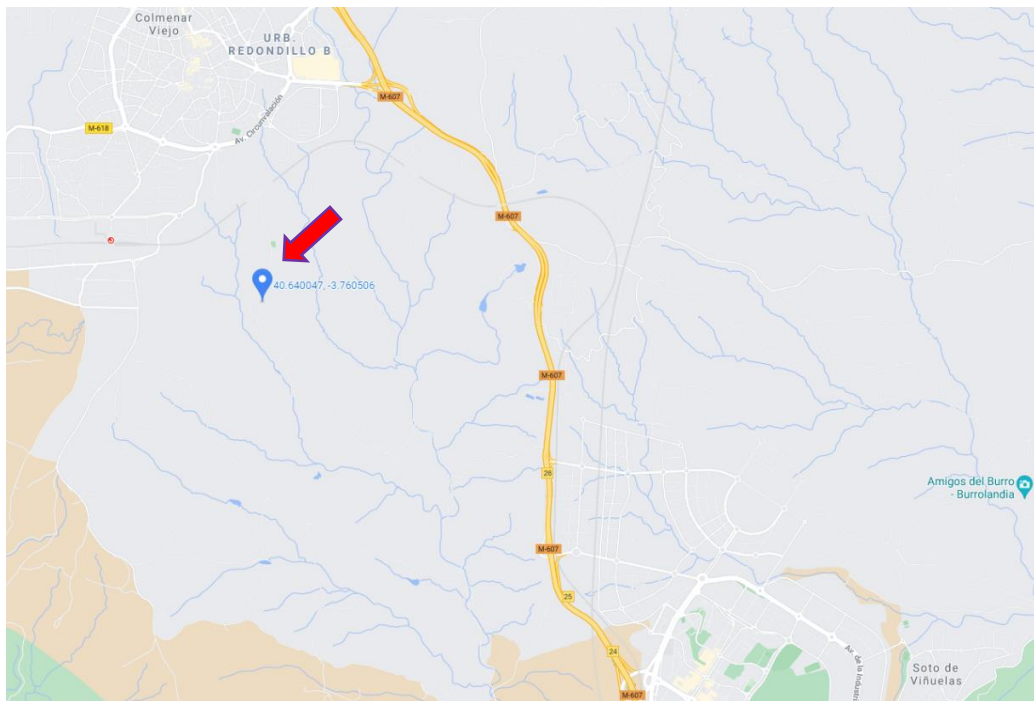 Colmenar
Viejo
URB.
REDONDILLO B
M-607
Av. Circunvalación
M-618
M-607
40.640047, -3.760506
M-607
28
Amigos del Burro
- Burrolandia
M-607
25
24
Av. de la Industria
Soto de
Viñuelas
M-607